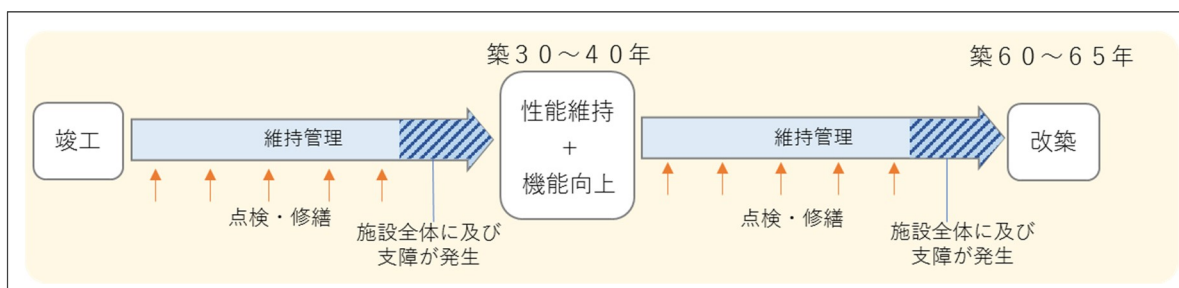 築３０～４０年
築６０～６５年
竣工
維持管理
性能維持
+
機能向上
維持管理
改築
点検・修繕
施設全体に及び
支障が発生
点検・修繕
施設全体に及び
支障が発生